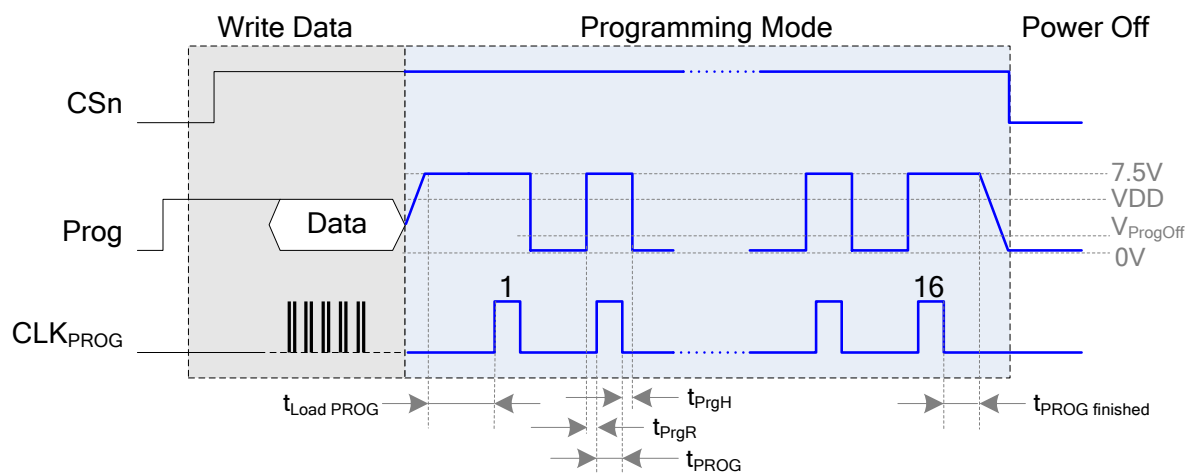 Write Data
Programming Mode
Power Off
CSn
7.5V
VDD
Prog
Data
VProgOff
0V
1
16
CLKPROG
tLoad PROG
tPrgH
tPROG finished
tPrgR
tPROG